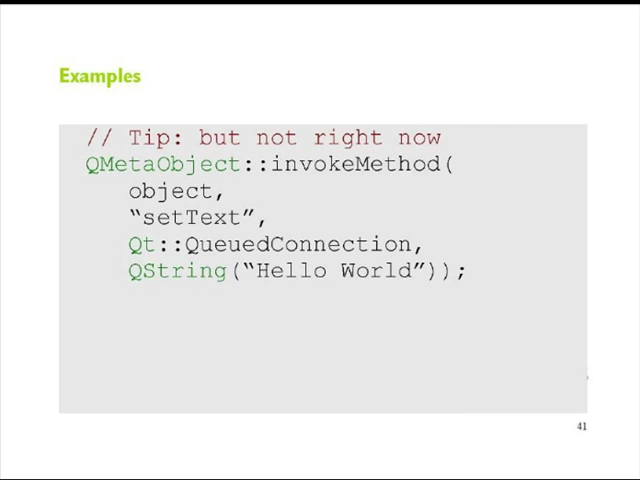 Examples
// Tip: but not right now
QMetaObject::invokeMethod(
object,
“setText”,
Qt::QueuedConnection,
QString(“Hello World”));
41